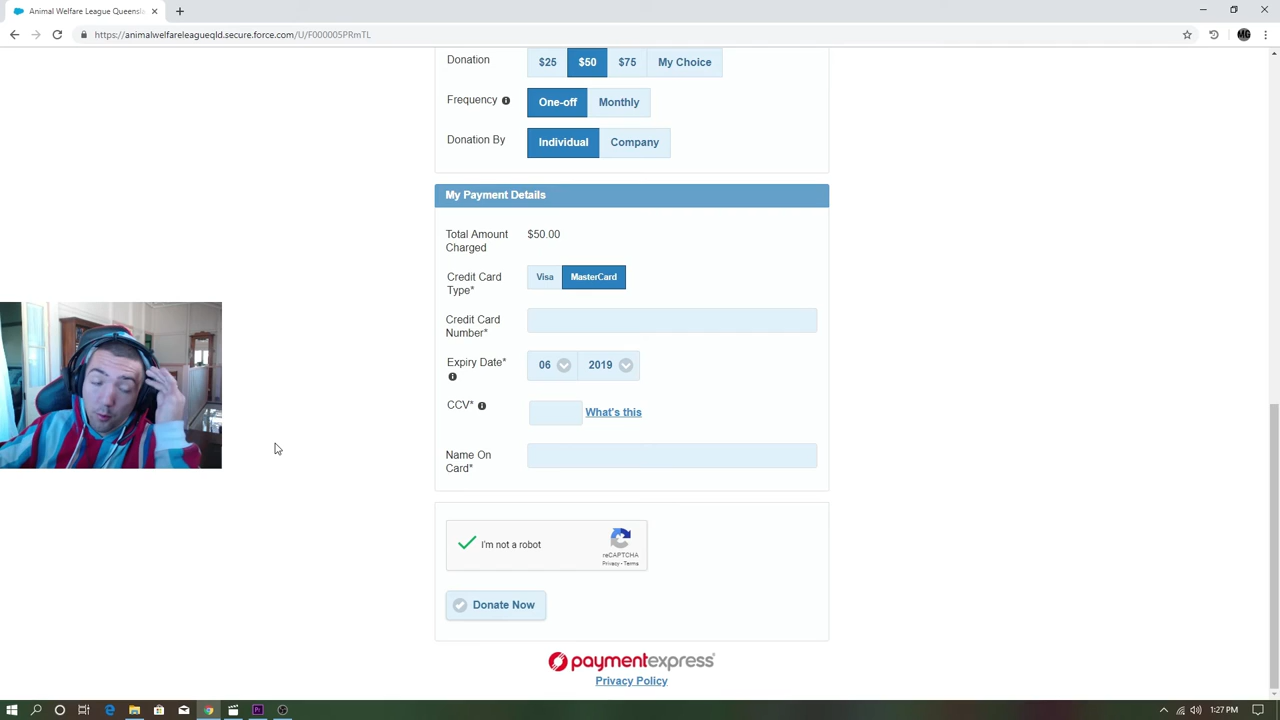 Animal Welfare League Queensl
https://animalwelfareleagueqld.secure.force.com/U/F000005PRmTL
MG
Donation $25 $50 $75 My Choice
Frequency One-off Monthly
Donation By Individual Company
My Payment Details
Total Amount Charged $50.00
Credit Card Type* Visa MasterCard
Credit Card Number*
Expiry Date* 06 2019
CCV* What's this
Name On Card*
I'm not a robot
reCAPTCHA
Privacy - Terms
Donate Now
paymentexpress
Privacy Policy
Pr
1:27 PM